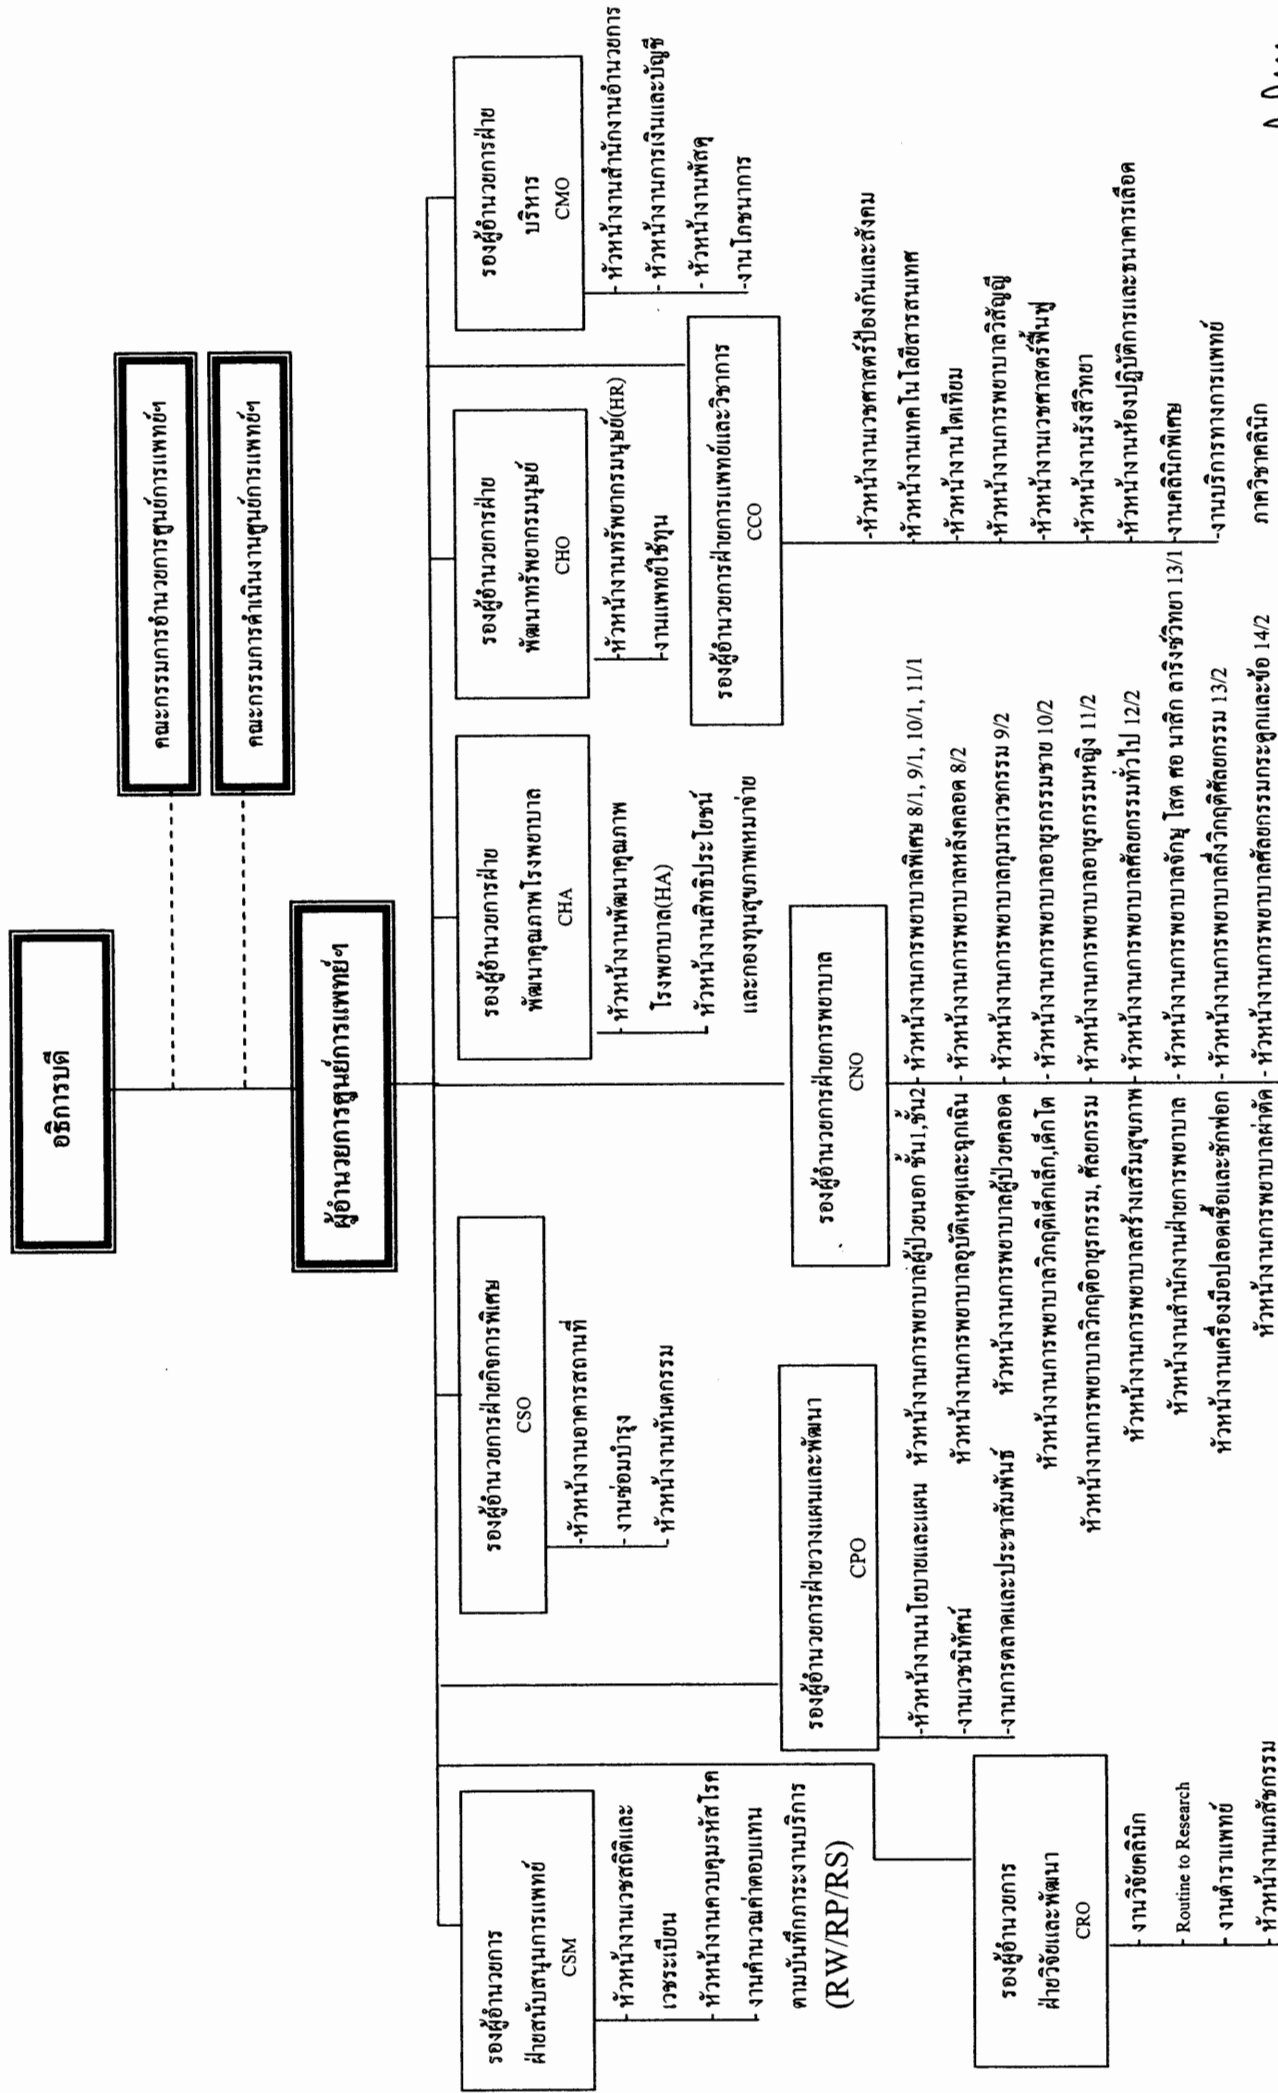 อธิการบดี
คณะกรรมการอำนวยการศูนย์การแพทย์ฯ
คณะกรรมการดำเนินงานศูนย์การแพทย์ฯ
ผู้อำนวยการศูนย์การแพทย์ฯ
รองผู้อำนวยการ
ฝ่ายสนับสนุนการแพทย์
CSM
- หัวหน้างานเวชสถิติและ
เวชระเบียน
- หัวหน้างานควบคุมรหัสโรค
- งานคำนวณค่าตอบแทน
ตามบันทึกภาระงานบริการ
(RW/RP/RS)
รองผู้อำนวยการฝ่ายกิจการพิเศษ
CSO
-หัวหน้างานอาคารสถานที่
- งานซ่อมบำรุง
- หัวหน้างานทันตกรรม
รองผู้อำนวยการฝ่าย
พัฒนาคุณภาพโรงพยาบาล
CHA
- หัวหน้างานพัฒนาคุณภาพ
โรงพยาบาล(HA)
- หัวหน้างานสิทธิประโยชน์
และกองทุนสุขภาพเหมาจ่าย
รองผู้อำนวยการฝ่าย
พัฒนาทรัพยากรมนุษย์
CHO
-หัวหน้างานทรัพยากรมนุษย์(HR)
-งานแพทย์ใช้ทุน
รองผู้อำนวยการฝ่าย
บริหาร
CMO
- หัวหน้างานสำนักงานอำนวยการ
- หัวหน้างานการเงินและบัญชี
- หัวหน้างานพัสดุ
-งานโภชนาการ
รองผู้อำนวยการ
ฝ่ายวิจัยและพัฒนา
CRO
- งานวิจัยคลินิก
Routine to Research
- งานตำราแพทย์
- หัวหน้างานเภสัชกรรม
รองผู้อำนวยการฝ่ายวางแผนและพัฒนา
CPO
-หัวหน้างานนโยบายและแผน
-งานเวชนิทัศน์
-งานการตลาดและประชาสัมพันธ์
รองผู้อำนวยการฝ่ายการพยาบาล
CNO
หัวหน้างานการพยาบาลผู้ป่วยนอก ชั้น1,ชั้น2
หัวหน้างานการพยาบาลอุบัติเหตุและฉุกเฉิน
หัวหน้างานการพยาบาลผู้ป่วยคลอด
หัวหน้างานการพยาบาลวิกฤติเด็กเล็ก,เด็กโต
หัวหน้างานการพยาบาลวิกฤติอายุรกรรม, ศัลยกรรม
หัวหน้างานการพยาบาลสร้างเสริมสุขภาพ
หัวหน้างานสำนักงานฝ่ายการพยาบาล
หัวหน้างานเครื่องมือปลอดเชื้อและซักฟอก
หัวหน้างานการพยาบาลผ่าตัด
- หัวหน้างานการพยาบาลพิเศษ 8/1, 9/1, 10/1, 11/1
- หัวหน้างานการพยาบาลหลังคลอด 8/2
- หัวหน้างานการพยาบาลกุมารเวชกรรม 9/2
- หัวหน้างานการพยาบาลอายุรกรรมชาย 10/2
- หัวหน้างานการพยาบาลอายุรกรรมหญิง 11/2
- หัวหน้างานการพยาบาลศัลยกรรมทั่วไป 12/2
- หัวหน้างานการพยาบาลจักษุ โสต ศอ นาสิก ลาริงซ์วิทยา 13/1
- หัวหน้างานการพยาบาลกึ่งวิกฤติศัลยกรรม 13/2
- หัวหน้างานการพยาบาลศัลยกรรมกระดูกและข้อ 14/2
รองผู้อำนวยการฝ่ายการแพทย์และวิชาการ
CCO
-หัวหน้างานเวชศาสตร์ป้องกันและสังคม
-หัวหน้างานเทคโนโลยีสารสนเทศ
-หัวหน้างานไตเทียม
-หัวหน้างานการพยาบาลวิสัญญี
-หัวหน้างานเวชศาสตร์ฟื้นฟู
-หัวหน้างานรังสีวิทยา
-หัวหน้างานห้องปฏิบัติการและธนาคารเลือด
-งานคลินิกพิเศษ
-งานบริการทางการแพทย์
ภาควิชาคลินิก